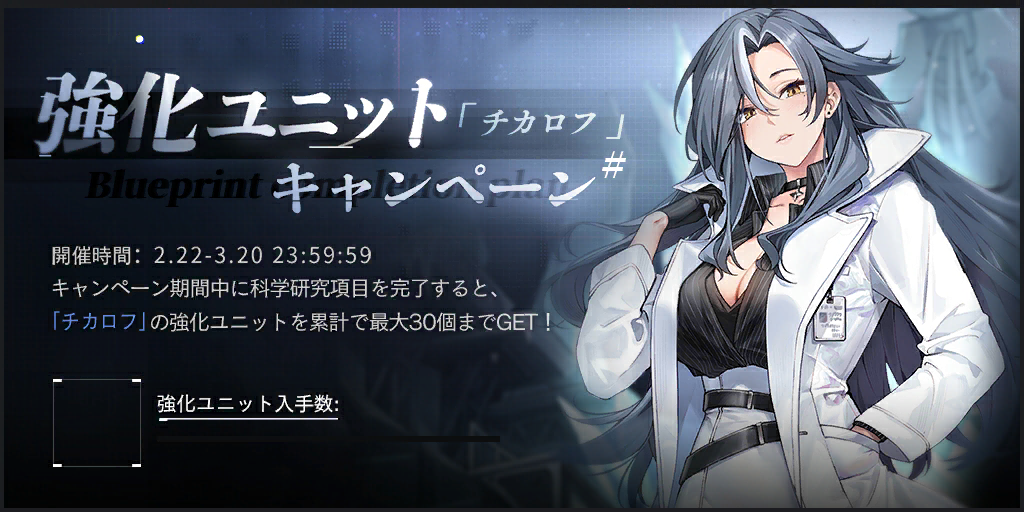 強化ユニット「チカロフ」
キャンペーン#
Blueprint completion plan
開催時間：2.22-3.20 23:59:59
キャンペーン期間中に科学研究項目を完了すると、
「チカロフ」の強化ユニットを累計で最大30個までGET！
強化ユニット入手数: